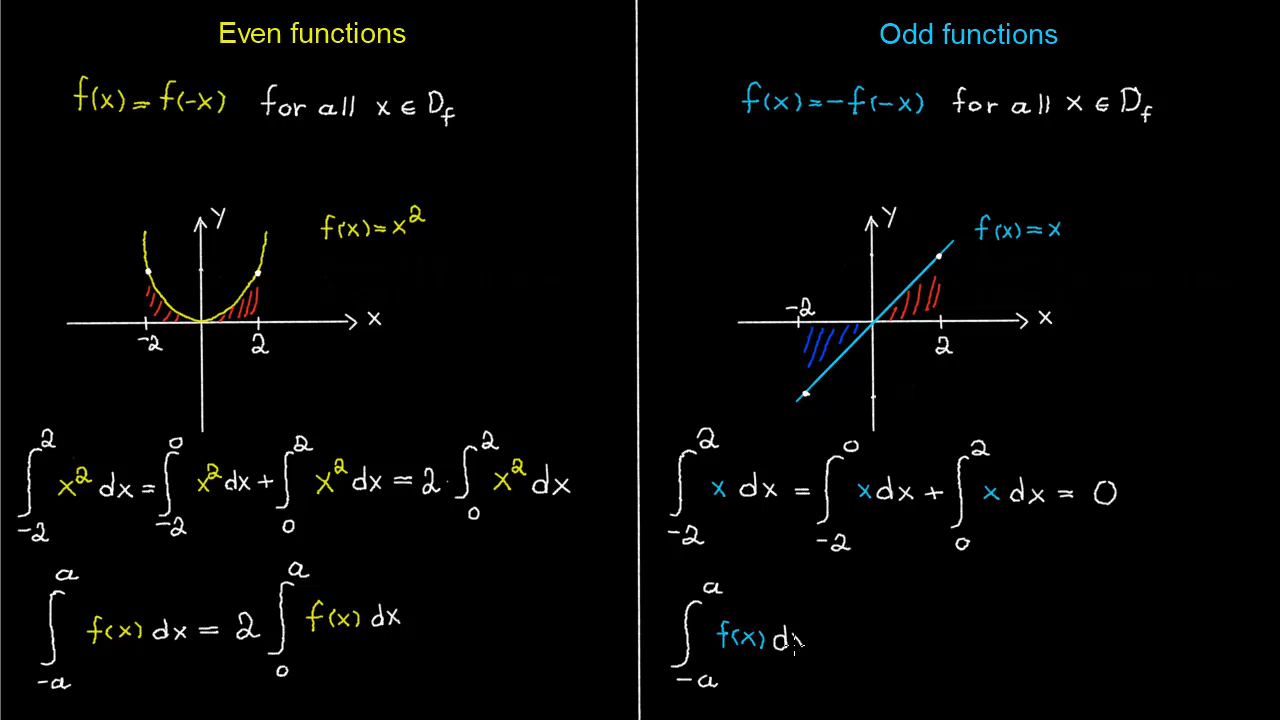 Even functions
f(x) = f(-x) for all x ∈ D_f
y
f(x) = x²
x
-2
2
∫_{-2}^{2} x² dx = ∫_{-2}^{0} x² dx + ∫_{0}^{2} x² dx = 2 · ∫_{0}^{2} x² dx
∫_{-a}^{a} f(x) dx = 2 ∫_{0}^{a} f(x) dx
Odd functions
f(x) = -f(-x) for all x ∈ D_f
y
f(x) = x
-2
x
2
∫_{-2}^{2} x dx = ∫_{-2}^{0} x dx + ∫_{0}^{2} x dx = 0
∫_{-a}^{a} f(x) dx